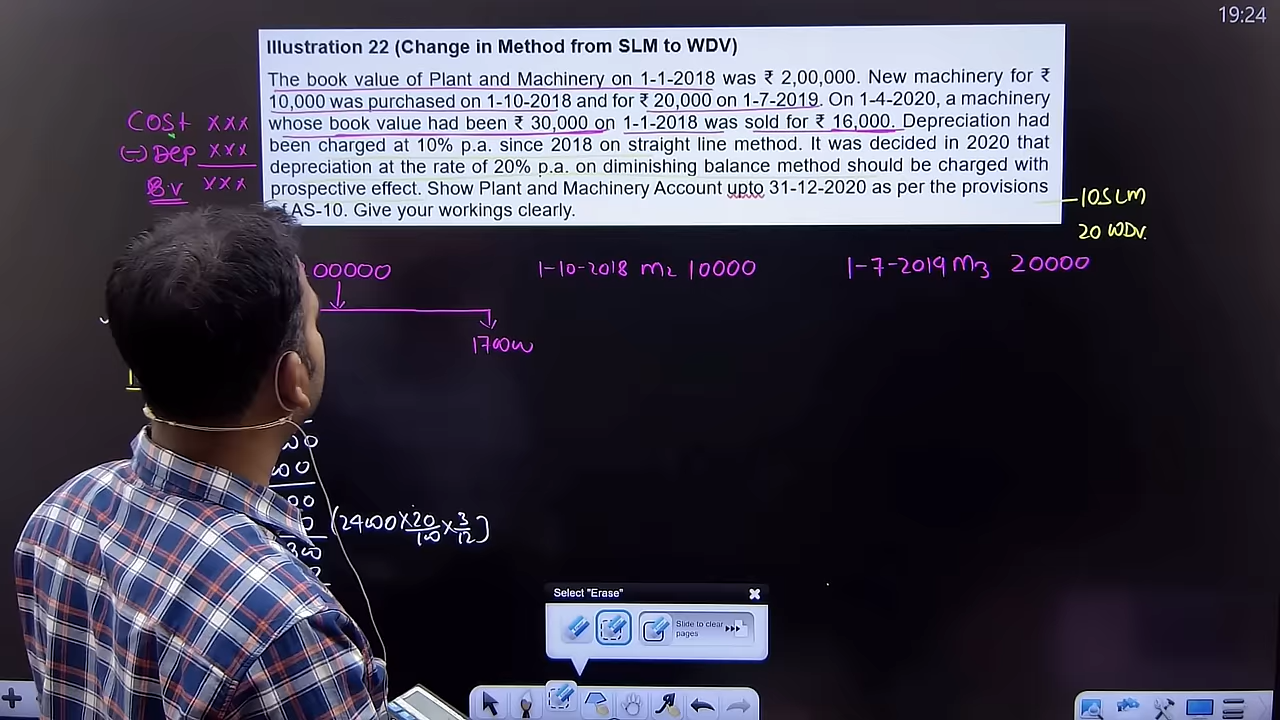 19:24
Illustration 22 (Change in Method from SLM to WDV)
The book value of Plant and Machinery on 1-1-2018 was ₹ 2,00,000. New machinery for ₹
10,000 was purchased on 1-10-2018 and for ₹ 20,000 on 1-7-2019. On 1-4-2020, a machinery
whose book value had been ₹ 30,000 on 1-1-2018 was sold for ₹ 16,000. Depreciation had
been charged at 10% p.a. since 2018 on straight line method. It was decided in 2020 that
depreciation at the rate of 20% p.a. on diminishing balance method should be charged with
prospective effect. Show Plant and Machinery Account upto 31-12-2020 as per the provisions
AS-10. Give your workings clearly.
Cost xxx
(-) Dep xxx
B.v xxx
10 SLM
20 WDV.
00000
1-10-2018 M2 10000
1-7-2019 M3 20000
170000
(24000 × 20/100 × 3/12)
Select "Erase"
Slide to clear
pages